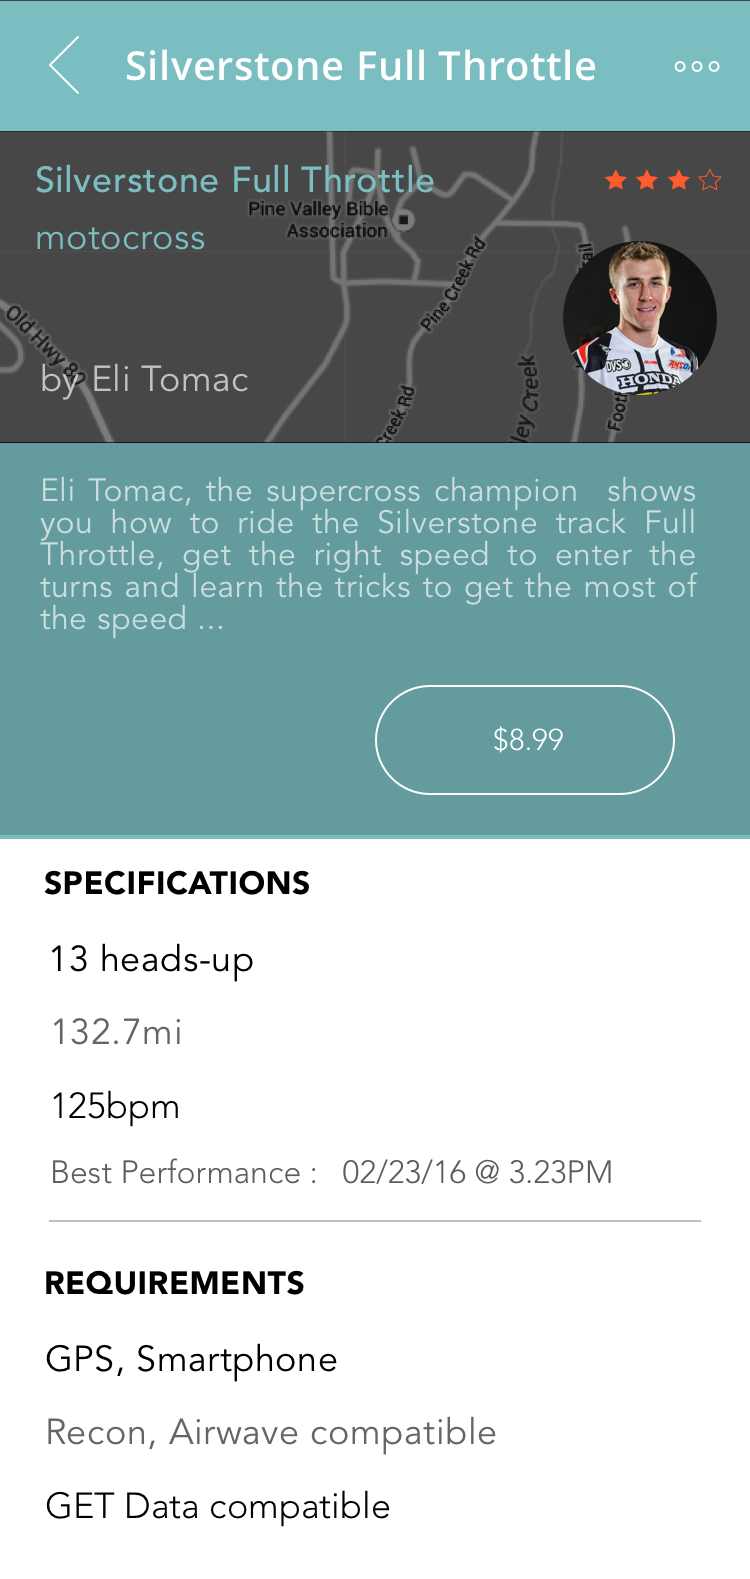 Silverstone Full Throttle
Silverstone Full Throttle
motocross
Pine Valley Bible
Association
Pine Creek Rd
Old Hwy 8
by Eli Tomac
HONDA
Creek Rd
ley Creek
Foot
ail
Eli Tomac, the supercross champion shows
you how to ride the Silverstone track Full
Throttle, get the right speed to enter the
turns and learn the tricks to get the most of
the speed ...
$8.99
SPECIFICATIONS
13 heads-up
132.7mi
125bpm
Best Performance : 02/23/16 @ 3.23PM
REQUIREMENTS
GPS, Smartphone
Recon, Airwave compatible
GET Data compatible